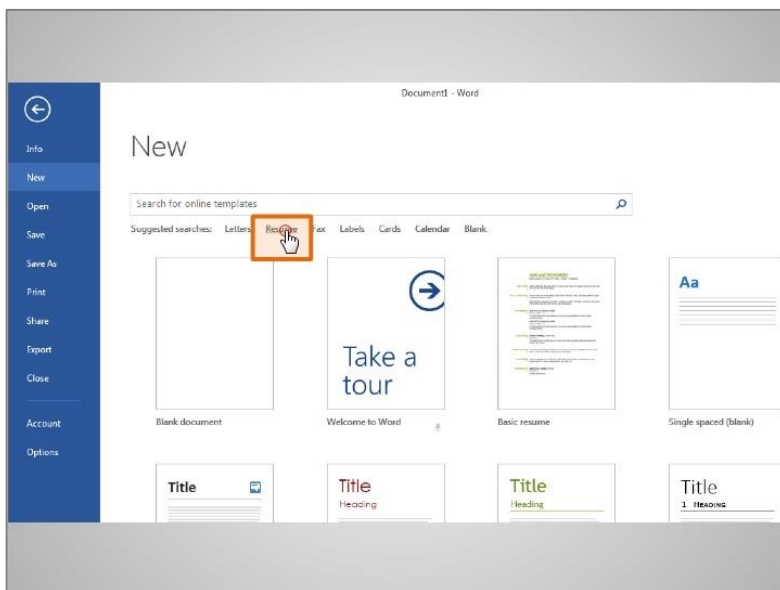 Document1 - Word
Info
New
Open
Save
Save As
Print
Share
Export
Close
Account
Options
New
Search for online templates
Suggested searches: Letters Resume Fax Labels Cards Calendar Blank
Take a
tour
Aa
Blank document
Welcome to Word
Basic resume
Single spaced (blank)
Title
Title
Heading
Title
Heading
Title
1 HEADING